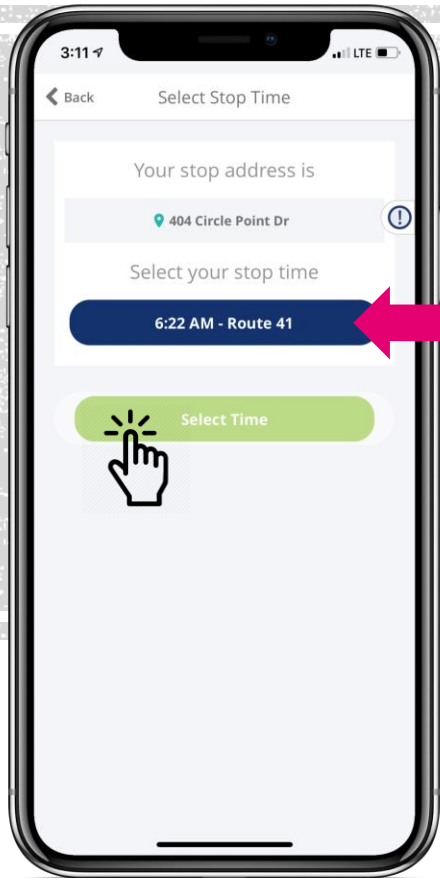 3:11 LTE
Back Select Stop Time
Your stop address is
404 Circle Point Dr
Select your stop time
6:22 AM - Route 41
Select Time